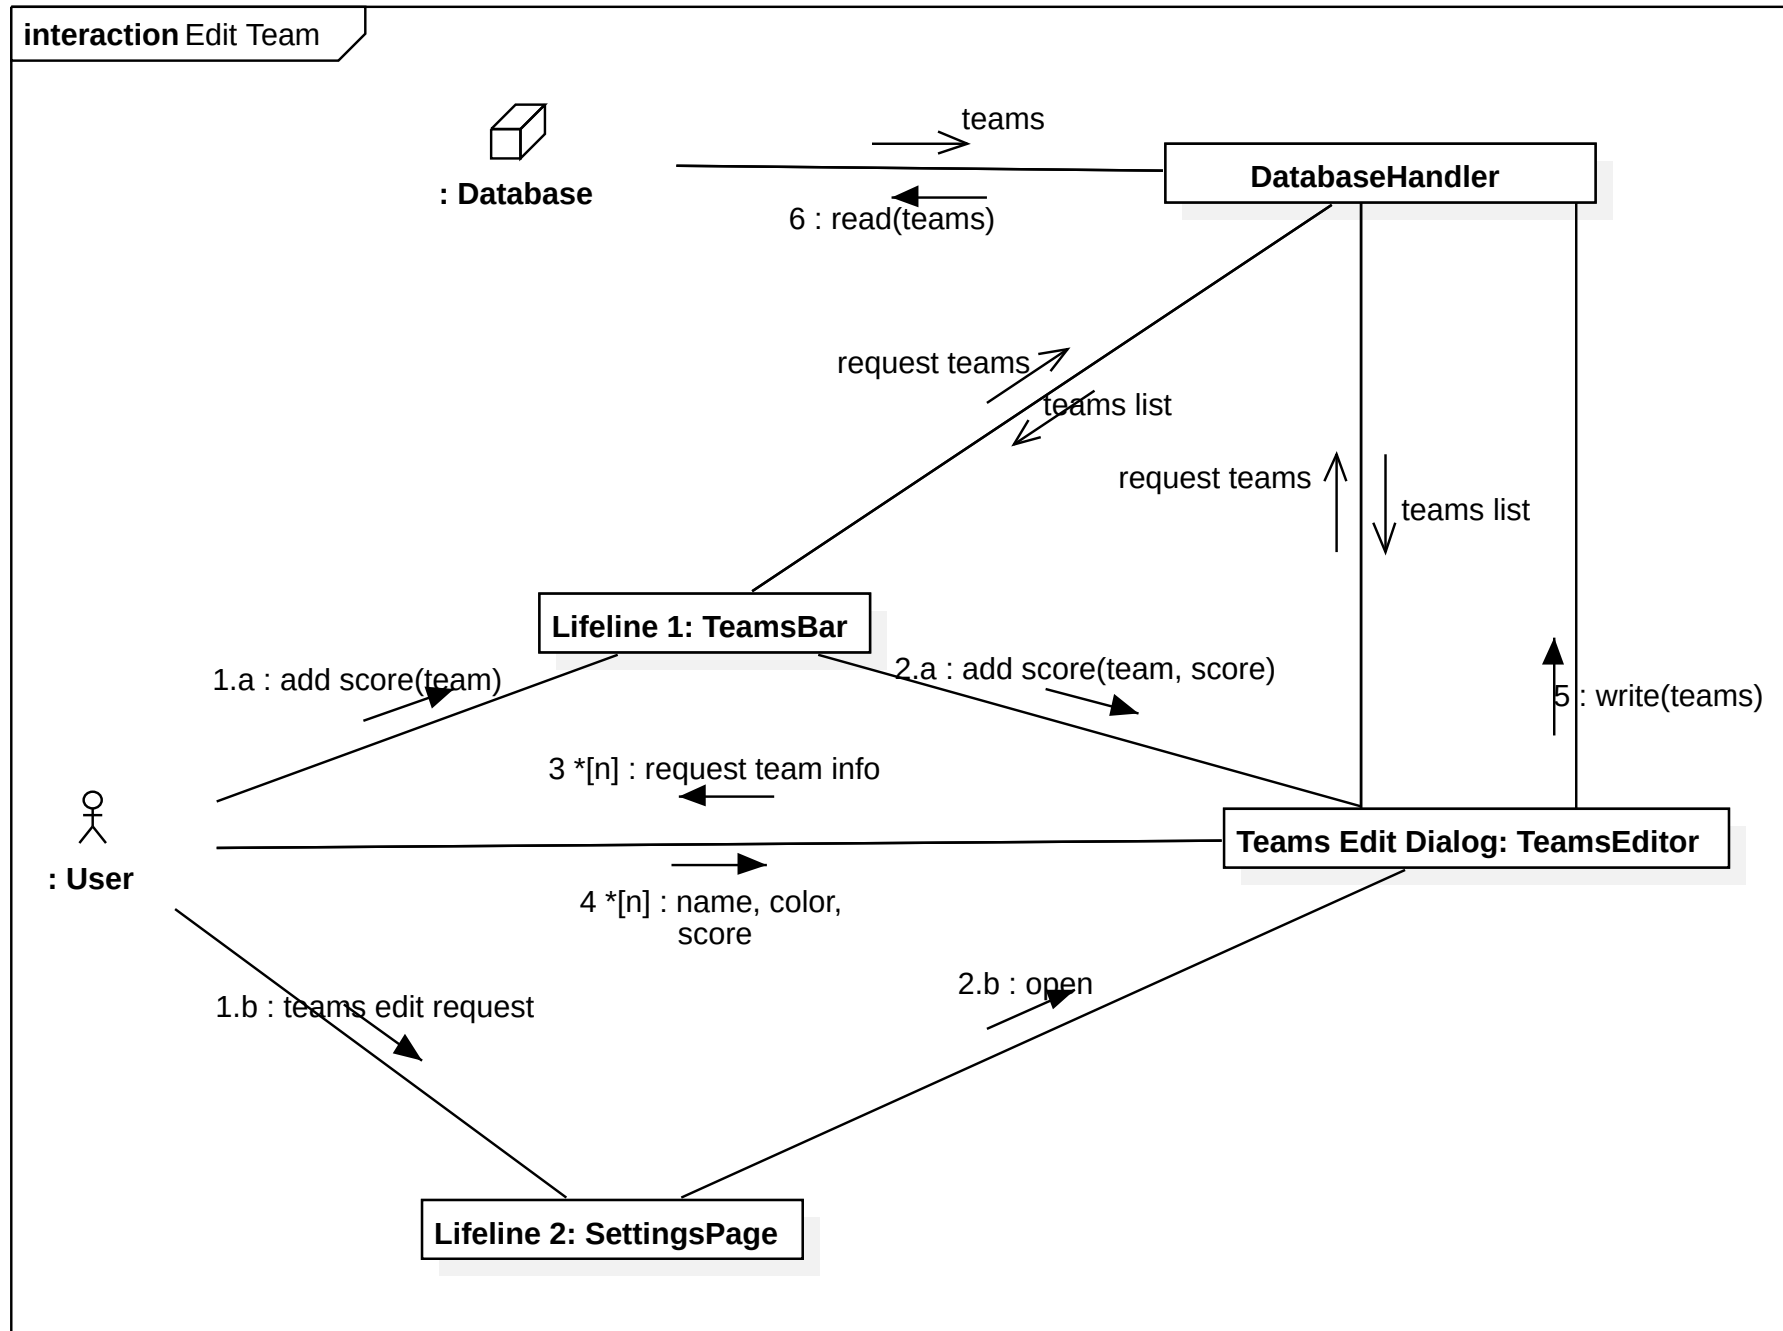 interaction Edit Team
teams
DatabaseHandler
: Database
6 : read(teams)
request teams
teams list
request teams
teams list
Lifeline 1: TeamsBar
1.a : add score(team)
2.a : add score(team, score)
5 : write(teams)
3 *[n] : request team info
Teams Edit Dialog: TeamsEditor
: User
4 *[n] : name, color,
score
2.b : open
1.b : teams edit request
Lifeline 2: SettingsPage